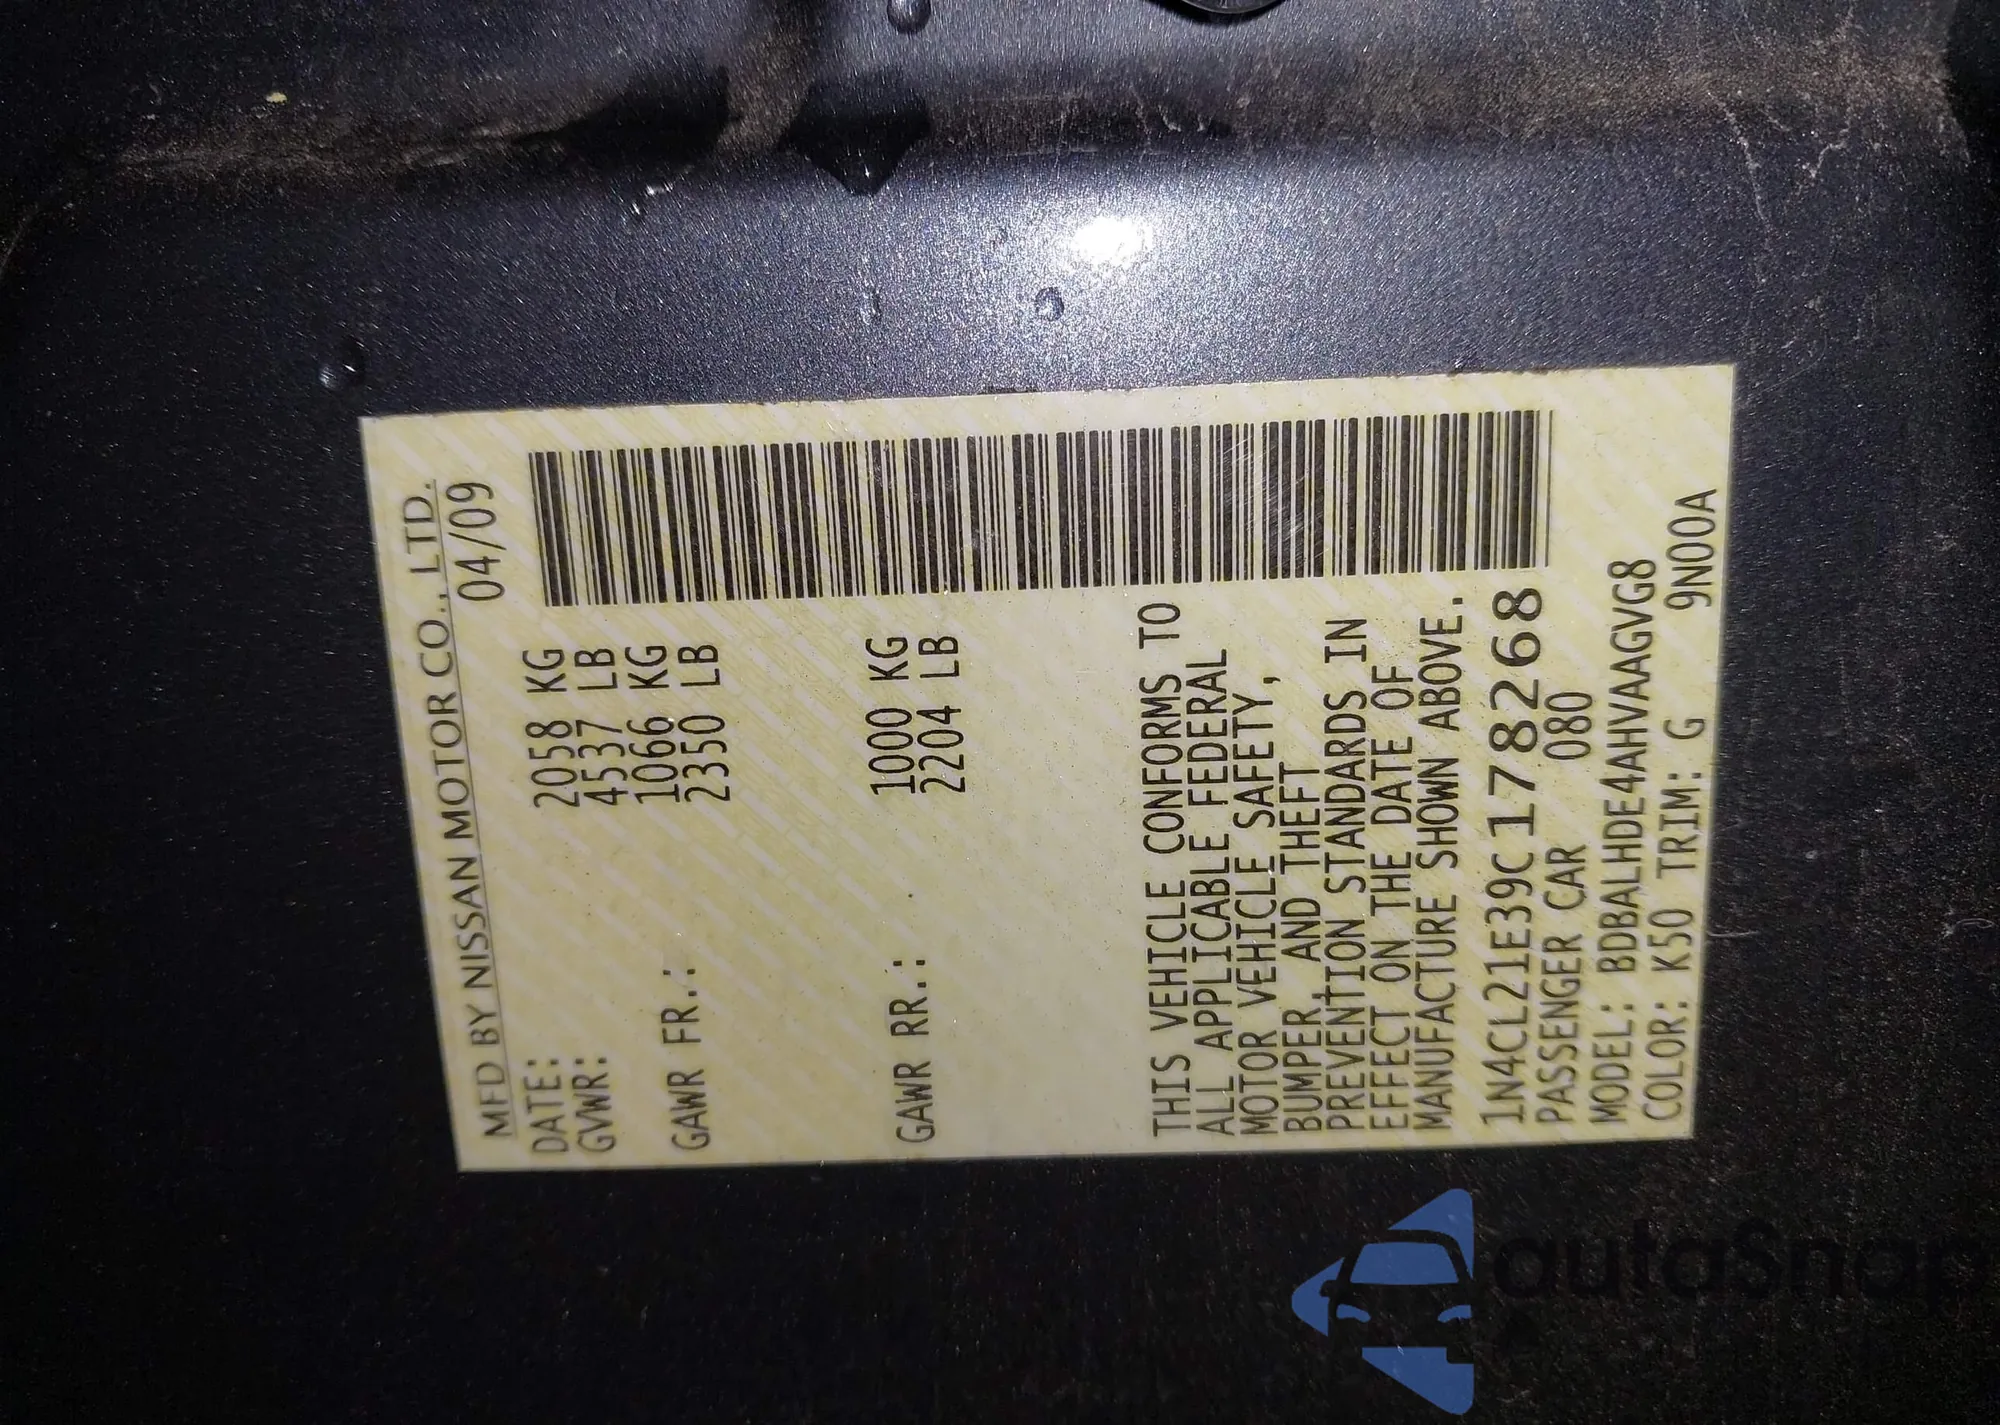 MFD BY NISSAN MOTOR CO., LTD.
DATE: 04/09
GVWR: 2058 KG
4537 LB
GAWR FR.: 1066 KG
2350 LB
GAWR RR.: 1000 KG
2204 LB
THIS VEHICLE CONFORMS TO
ALL APPLICABLE FEDERAL
MOTOR VEHICLE SAFETY,
BUMPER, AND THEFT
PREVENTION STANDARDS IN
EFFECT ON THE DATE OF
MANUFACTURE SHOWN ABOVE.
1N4CL21E39C178268
PASSENGER CAR 080
MODEL: BDBALHDE4AHVAAGVG8
COLOR: K50 TRIM: G 9N00A
autaSnap